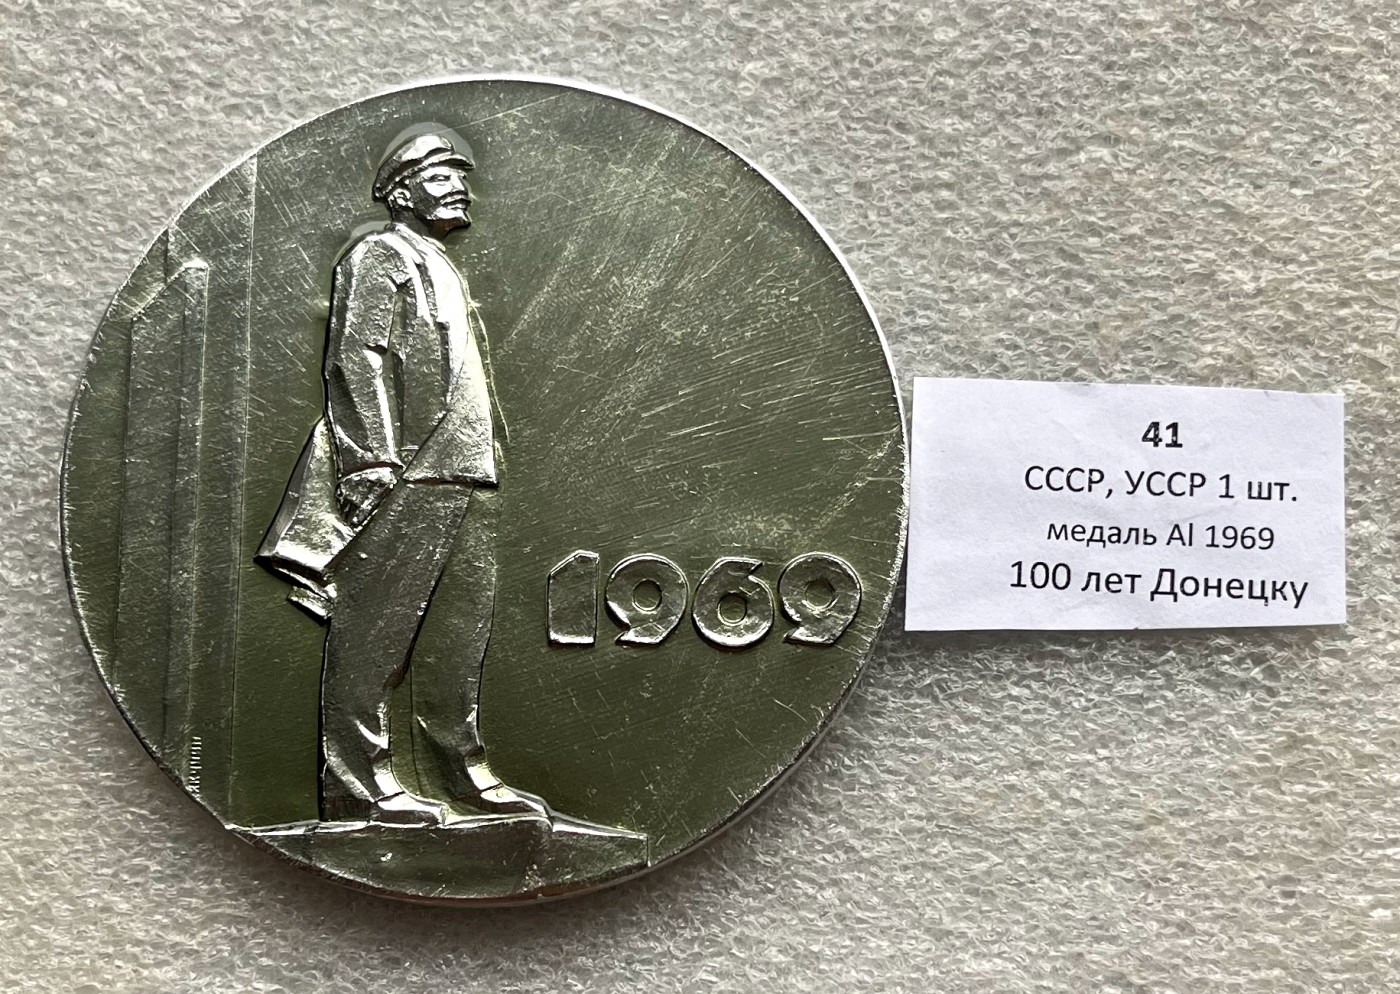 1969
41
СССР, УССР 1 шт.
медаль Al 1969
100 лет Донецку